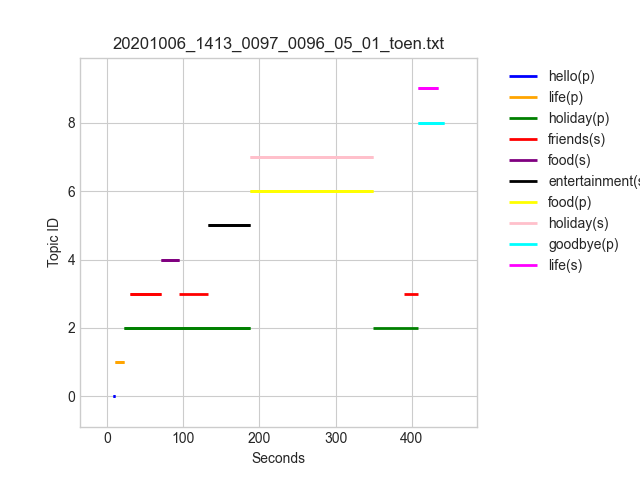 20201006_1413_0097_0096_05_01_toen.txt
hello(p)
life(p)
holiday(p)
friends(s)
food(s)
entertainment(s
food(p)
holiday(s)
goodbye(p)
life(s)
Topic ID
8
6
4
2
0
0 100 200 300 400
Seconds